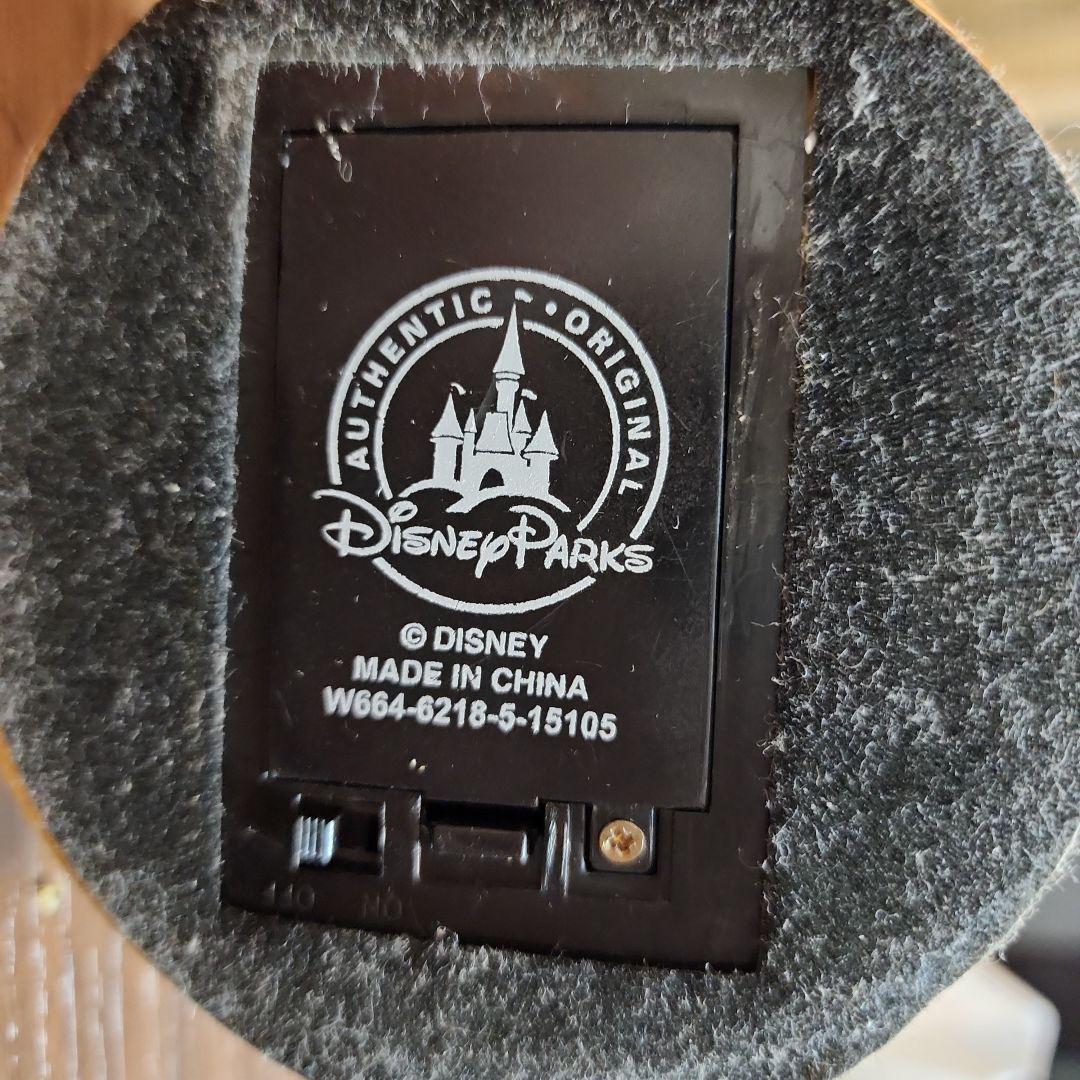 AUTHENTIC ORIGINAL
Disney Parks
© DISNEY
MADE IN CHINA
W664-6218-5-15105